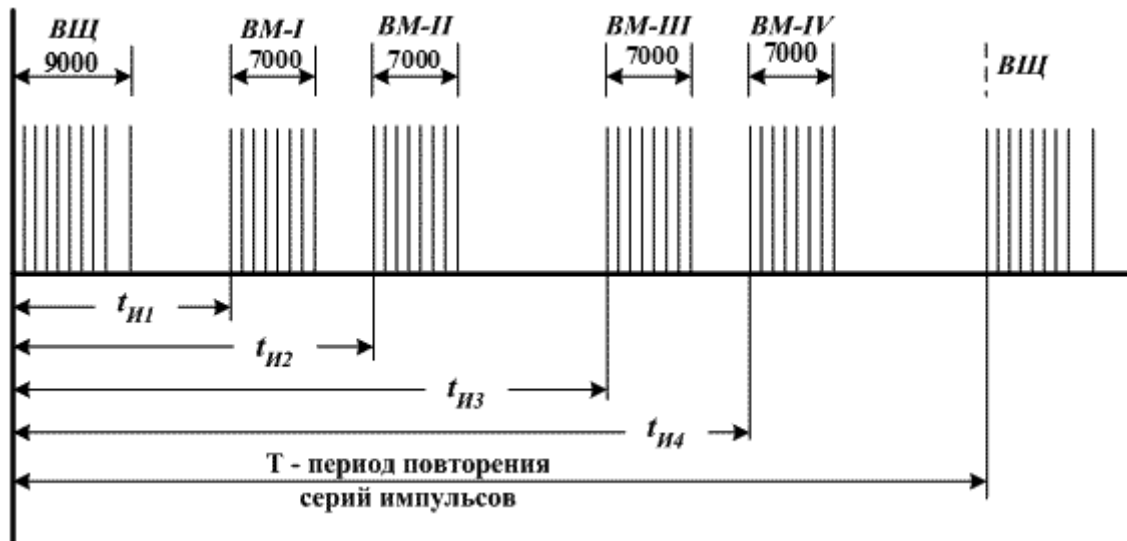 ВЩ
9000
ВМ-I
7000
ВМ-II
7000
ВМ-III
7000
ВМ-IV
7000
ВЩ
tИ1
tИ2
tИ3
tИ4
Т - период повторения
серий импульсов